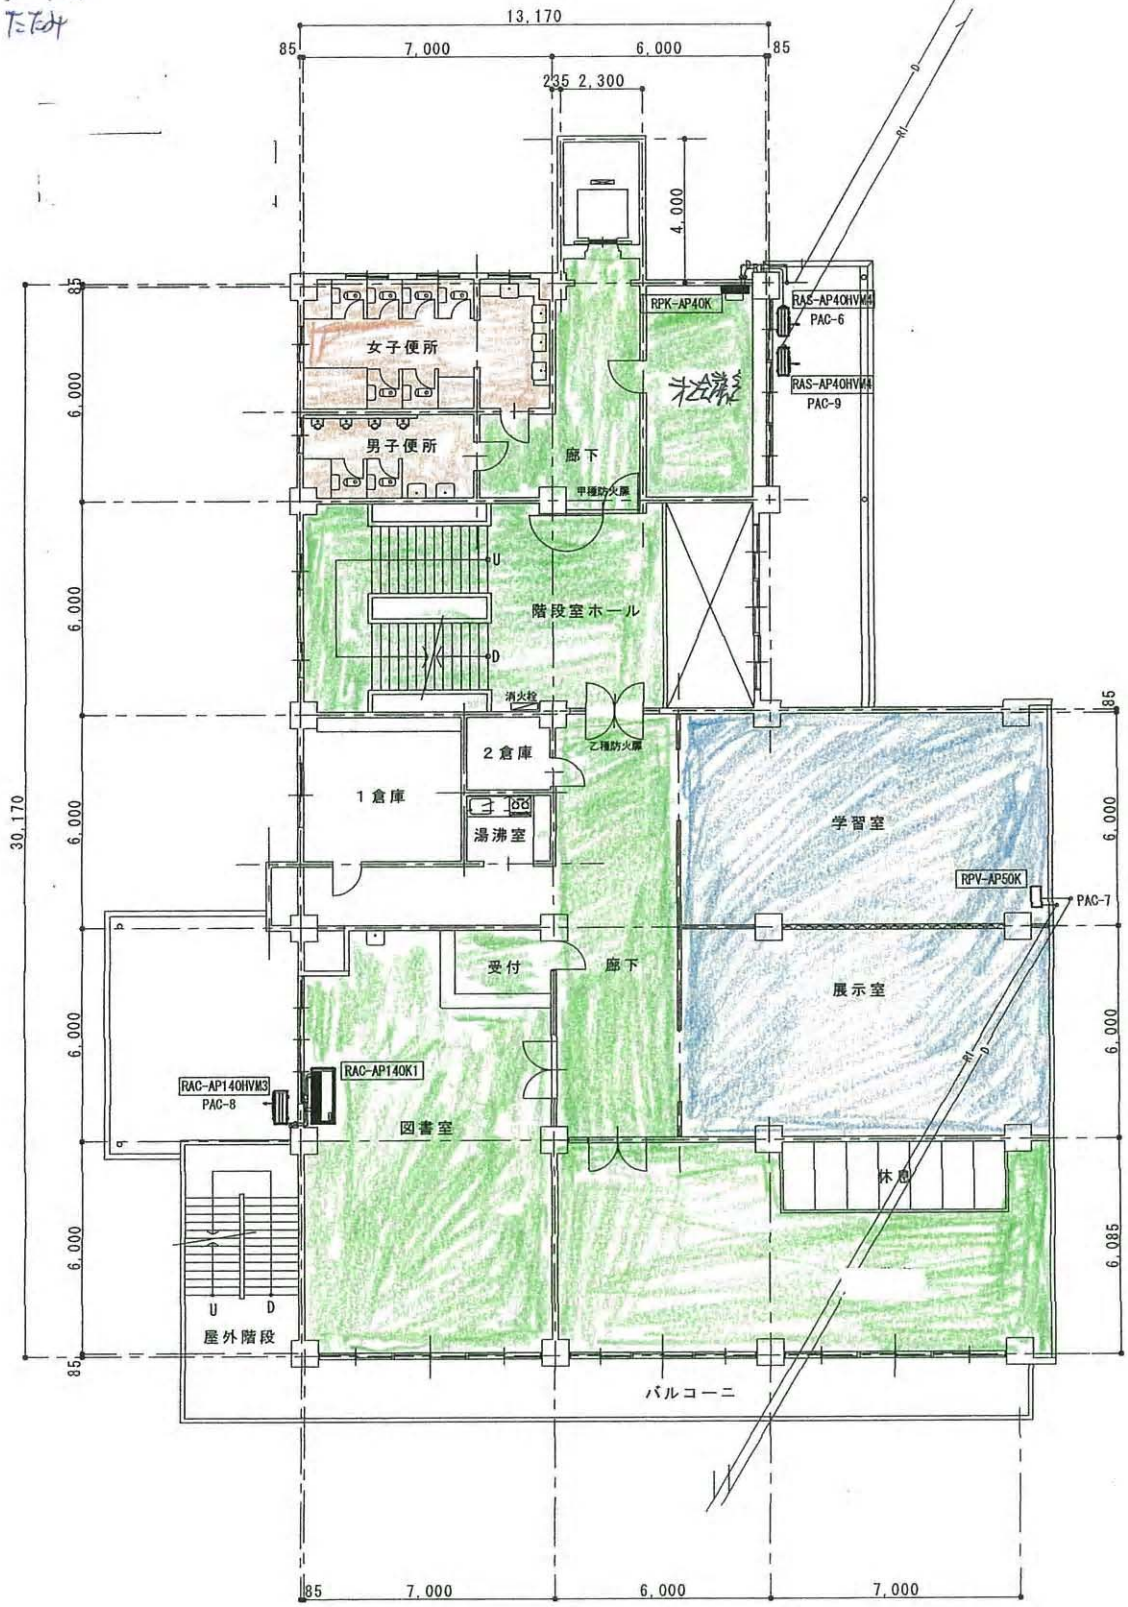 たたみ
13,170
85
7,000
6,000
85
235
2,300
4,000
85
RPK-AP40K
RAS-AP40HVM4
PAC-6
RAS-AP40HVM4
PAC-9
D
R1
女子便所
6,000
男子便所
廊下
甲種防火扉
U
階段室ホール
6,000
D
消火栓
乙種防火扉
85
2倉庫
1倉庫
湯沸室
学習室
6,000
6,000
30,170
RPV-AP50K
PAC-7
受付
廊下
展示室
6,000
6,000
R1
D
RAC-AP140HVM3
PAC-8
RAC-AP140K1
図書室
休息
6,000
6,085
U
D
屋外階段
85
バルコーニ
85
7,000
6,000
7,000